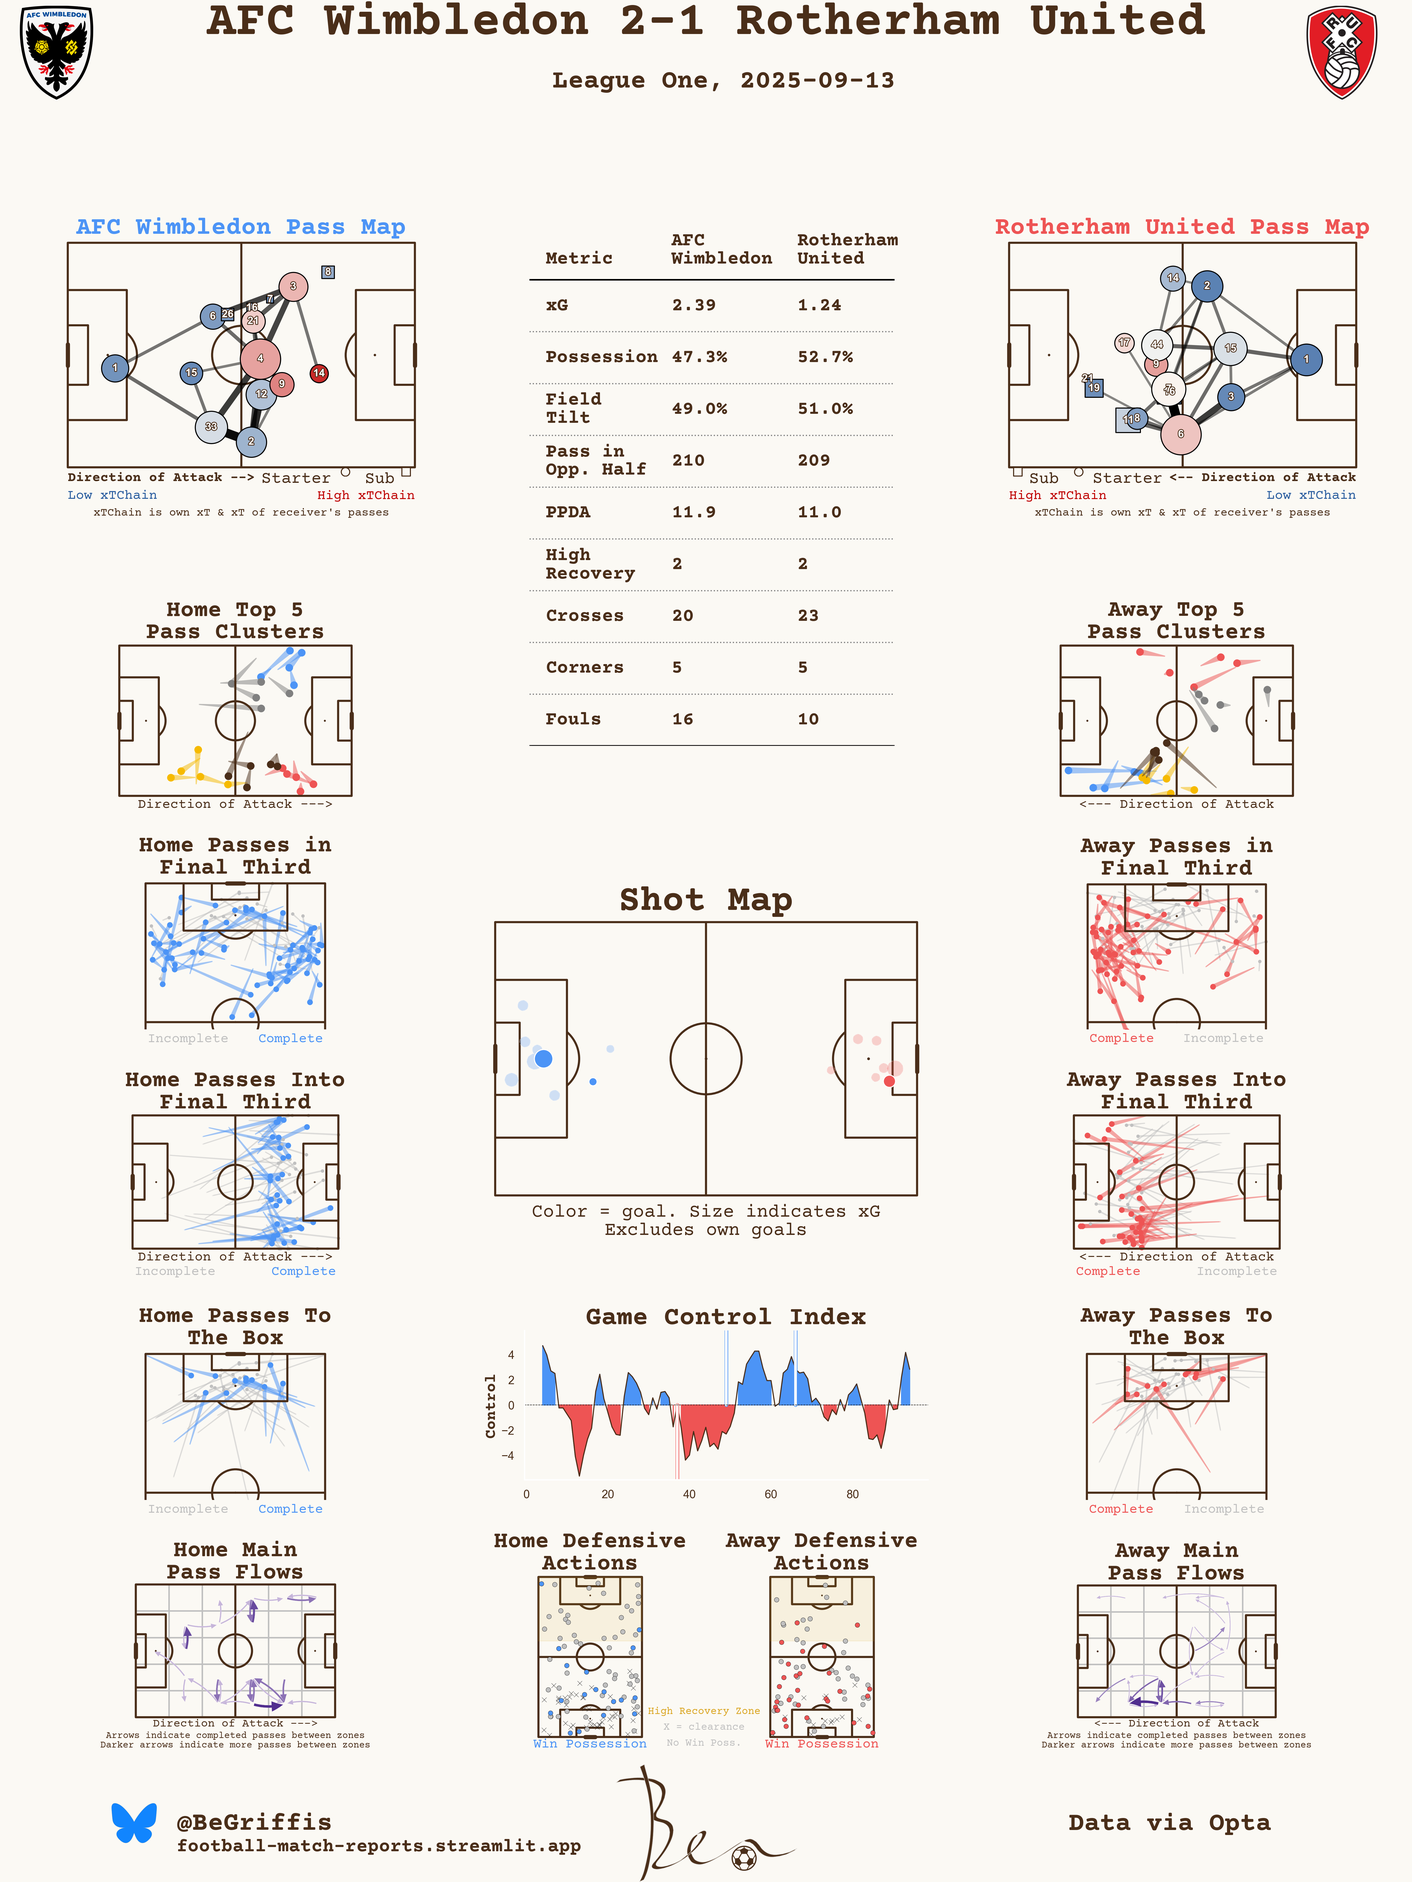 AFC Wimbledon 2-1 Rotherham United
League One, 2025-09-13
AFC WIMBLEDON
R U
F C
AFC Wimbledon Pass Map
8
3
7
16
26
6
21
4
1
15
9
14
12
33
2
Direction of Attack --> Starter Sub
Low xTChain High xTChain
xTChain is own xT & xT of receiver's passes
Metric AFC Wimbledon Rotherham United
xG 2.39 1.24
Possession 47.3% 52.7%
Field Tilt 49.0% 51.0%
Pass in Opp. Half 210 209
PPDA 11.9 11.0
High Recovery 2 2
Crosses 20 23
Corners 5 5
Fouls 16 10
Rotherham United Pass Map
14
2
17
44
15
1
9
21
19
7
3
11
8
6
Sub Starter <-- Direction of Attack
High xTChain Low xTChain
xTChain is own xT & xT of receiver's passes
Home Top 5
Pass Clusters
Direction of Attack --->
Away Top 5
Pass Clusters
<--- Direction of Attack
Home Passes in
Final Third
Incomplete Complete
Away Passes in
Final Third
Complete Incomplete
Shot Map
Color = goal. Size indicates xG
Excludes own goals
Home Passes Into
Final Third
Direction of Attack --->
Incomplete Complete
Away Passes Into
Final Third
<--- Direction of Attack
Complete Incomplete
Home Passes To
The Box
Incomplete Complete
Game Control Index
Control
4
2
0
−2
−4
0 20 40 60 80
Away Passes To
The Box
Complete Incomplete
Home Main
Pass Flows
Direction of Attack --->
Arrows indicate completed passes between zones
Darker arrows indicate more passes between zones
Home Defensive
Actions
Win Possession
High Recovery Zone
X = clearance
No Win Poss.
Away Defensive
Actions
Win Possession
Away Main
Pass Flows
<--- Direction of Attack
Arrows indicate completed passes between zones
Darker arrows indicate more passes between zones
@BeGriffis
football-match-reports.streamlit.app
Ben
Data via Opta